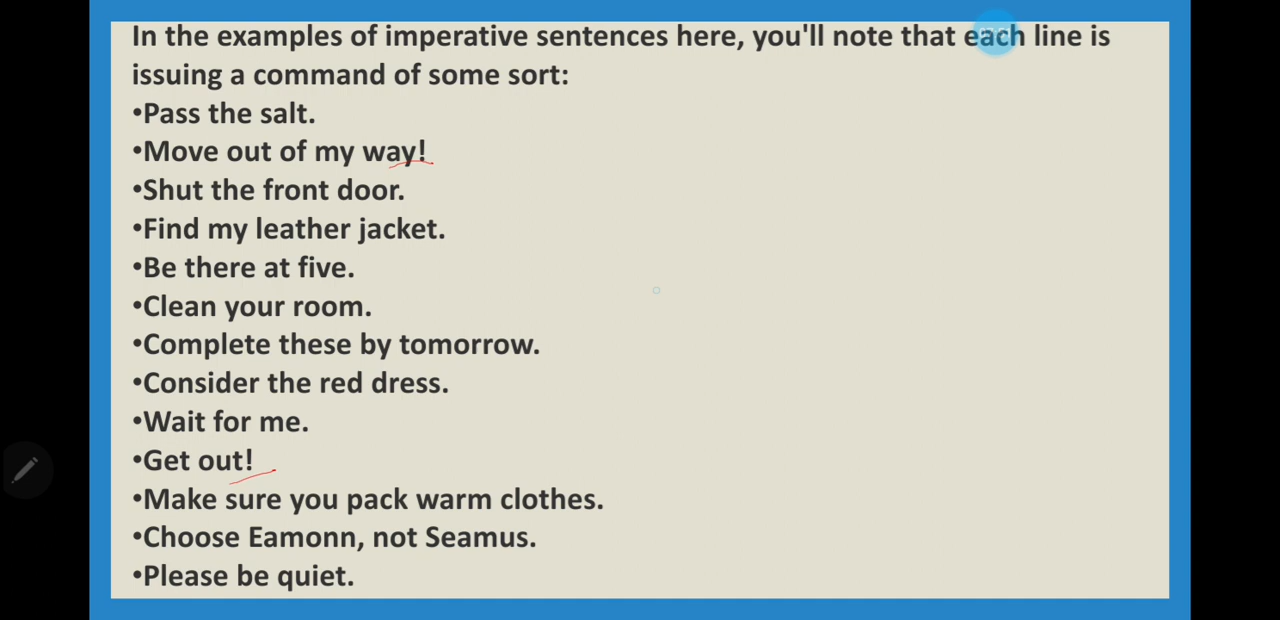 In the examples of imperative sentences here, you'll note that each line is
issuing a command of some sort:
•Pass the salt.
•Move out of my way!
•Shut the front door.
•Find my leather jacket.
•Be there at five.
•Clean your room.
•Complete these by tomorrow.
•Consider the red dress.
•Wait for me.
•Get out!
•Make sure you pack warm clothes.
•Choose Eamonn, not Seamus.
•Please be quiet.